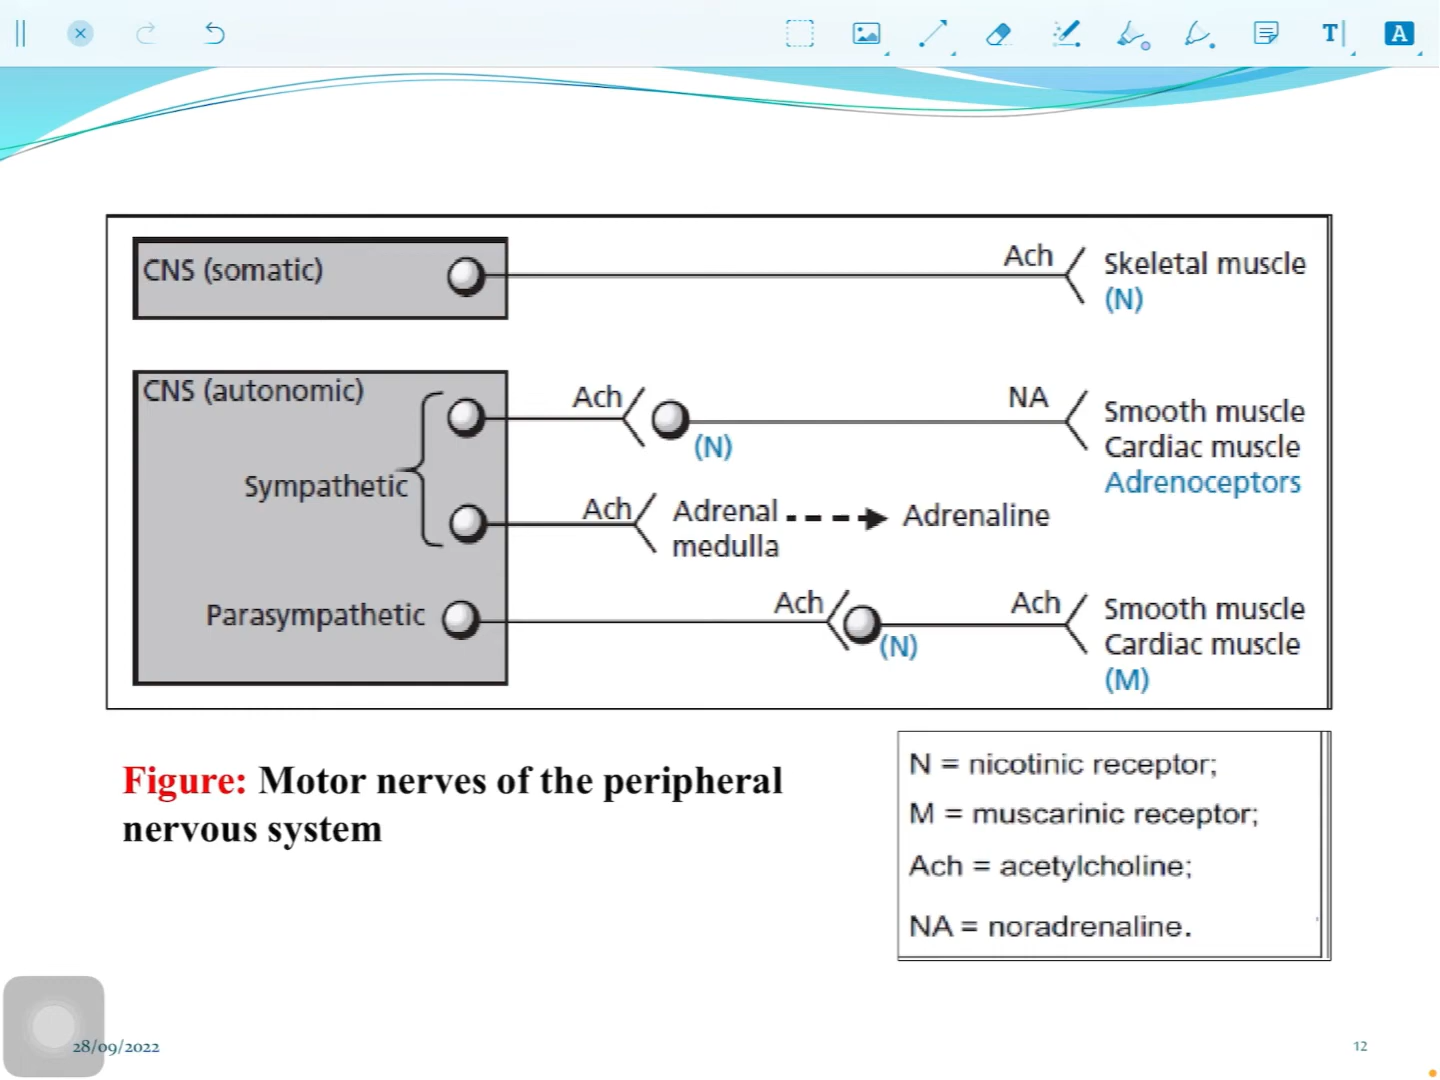 T
A
CNS (somatic)
Ach
Skeletal muscle
(N)
CNS (autonomic)
Ach
(N)
NA
Smooth muscle
Cardiac muscle
Adrenoceptors
Sympathetic
Ach
Adrenal
medulla
Adrenaline
Parasympathetic
Ach
(N)
Ach
Smooth muscle
Cardiac muscle
(M)
Figure: Motor nerves of the peripheral
nervous system
N = nicotinic receptor;
M = muscarinic receptor;
Ach = acetylcholine;
NA = noradrenaline.
28/09/2022
12